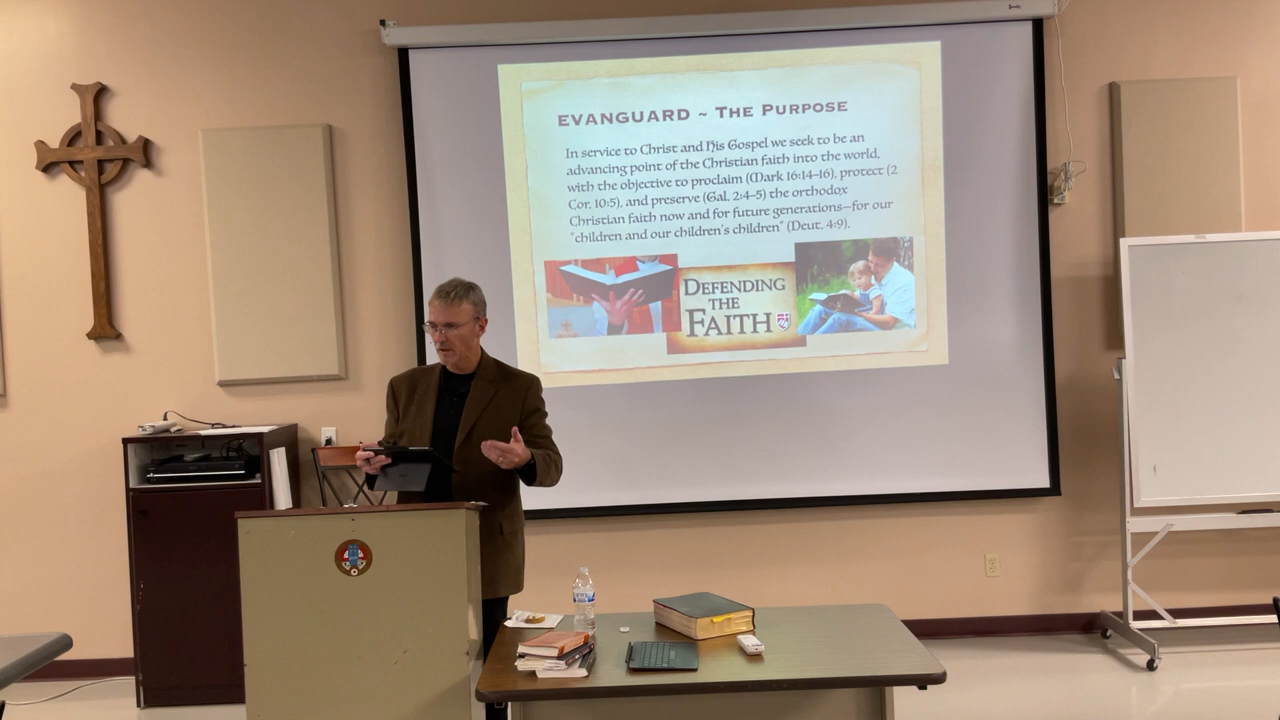 EVANGUARD ~ THE PURPOSE
In service to Christ and His Gospel we seek to be an
advancing point of the Christian faith into the world,
with the objective to proclaim (Mark 16:14–16), protect (2
Cor. 10:5), and preserve (Gal. 2:4–5) the orthodox
Christian faith now and for future generations—for our
"children and our children's children" (Deut. 4:9).
DEFENDING
THE
FAITH